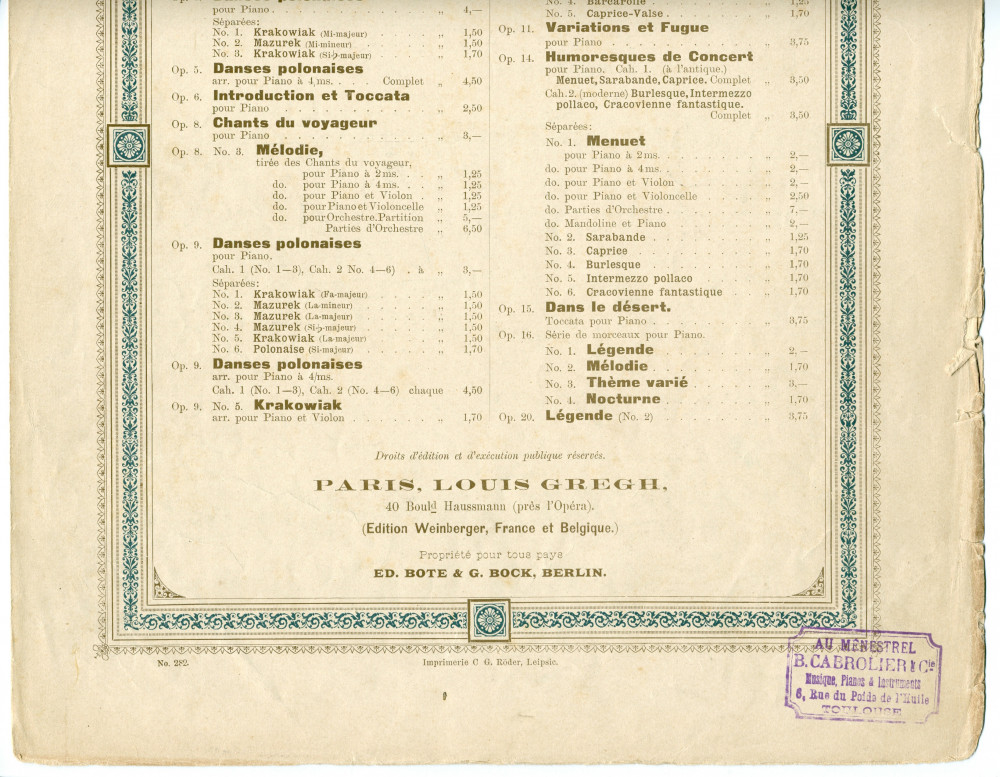 pour Piano . . . . . . . . . . . . . „ 4,—
Séparées:
No. 1. Krakowiak (Mi-majeur) . . . . „ 1,50
No. 2. Mazurek (Mi-mineur) . . . . „ 1,50
No. 3. Krakowiak (Si♭-majeur) . . . . „ 1,70
Op. 5. Danses polonaises
arr. pour Piano à 4 ms. . . . Complet „ 4,50
Op. 6. Introduction et Toccata
pour Piano . . . . . . . . . . . . . „ 2,50
Op. 8. Chants du voyageur
pour Piano . . . . . . . . . . . . . „ 3,—
Op. 8. No. 3. Mélodie,
tirée des Chants du voyageur,
pour Piano à 2 ms. . . „ 1,25
do. pour Piano à 4 ms. . . „ 1,25
do. pour Piano et Violon . „ 1,25
do. pour Piano et Violoncelle „ 1,25
do. pour Orchestre. Partition „ 5,—
Parties d'Orchestre „ 6,50
Op. 9. Danses polonaises
pour Piano.
Cah. 1 (No. 1—3), Cah. 2 No. 4—6) . à „ 3,—
Séparées:
No. 1. Krakowiak (Fa-majeur) . . . . „ 1,50
No. 2. Mazurek (La-mineur) . . . . „ 1,50
No. 3. Mazurek (La-majeur) . . . . „ 1,50
No. 4. Mazurek (Si-♭-majeur) . . . . „ 1,50
No. 5. Krakowiak (La-majeur) . . . . „ 1,50
No. 6. Polonaise (Si-majeur) . . . . „ 1,70
Op. 9. Danses polonaises
arr. pour Piano à 4/ms.
Cah. 1 (No. 1—3), Cah. 2 (No. 4—6) chaque 4,50
Op. 9. No. 5. Krakowiak
arr. pour Piano et Violon . . . . . . . „ 1,70
No. 4. Barcarolle . . . . . . . . . „ 1,25
No. 5. Caprice-Valse . . . . . . . „ 1,70
Op. 11. Variations et Fugue
pour Piano . . . . . . . . . . . . „ 3,75
Op. 14. Humoresques de Concert
pour Piano. Cah. 1. (à l'antique.)
Menuet, Sarabande, Caprice. Complet „ 3,50
Cah. 2. (moderne) Burlesque, Intermezzo
pollaco, Cracovienne fantastique.
Complet „ 3,50
Séparées:
No. 1. Menuet
pour Piano à 2 ms. . . . . . . . „ 2,—
do. pour Piano à 4 ms. . . . . . . . „ 2,—
do. pour Piano et Violon . . . . . . „ 2,—
do. pour Piano et Violoncelle . . . . „ 2,50
do. Parties d'Orchestre . . . . . . . „ 7,—
do. Mandoline et Piano . . . . . . „ 2,—
No. 2. Sarabande . . . . . . . . . „ 1,25
No. 3. Caprice . . . . . . . . . . „ 1,70
No. 4. Burlesque . . . . . . . . . „ 1,70
No. 5. Intermezzo pollaco . . . . . „ 1,70
No. 6. Cracovienne fantastique . . . „ 1,70
Op. 15. Dans le désert.
Toccata pour Piano . . . . . . . . „ 3,75
Op. 16. Série de morceaux pour Piano.
No. 1. Légende . . . . . . . . „ 2,—
No. 2. Mélodie . . . . . . . . „ 1,70
No. 3. Thème varié . . . . . . „ 3,—
No. 4. Nocturne . . . . . . . . „ 1,70
Op. 20. Légende (No. 2) . . . . . . . „ 3,75
Droits d'édition et d'exécution publique réservés.
PARIS, LOUIS GREGH,
40 Bould Haussmann (près l'Opéra).
(Edition Weinberger, France et Belgique.)
Propriété pour tous pays
ED. BOTE & G. BOCK, BERLIN.
No. 282.
Imprimerie C G. Röder, Leipsic.
AU MÉNESTREL
B. CABROLIER & Cie
Musique, Pianos & Instruments
6, Rue du Poids de l'Huile
TOULOUSE